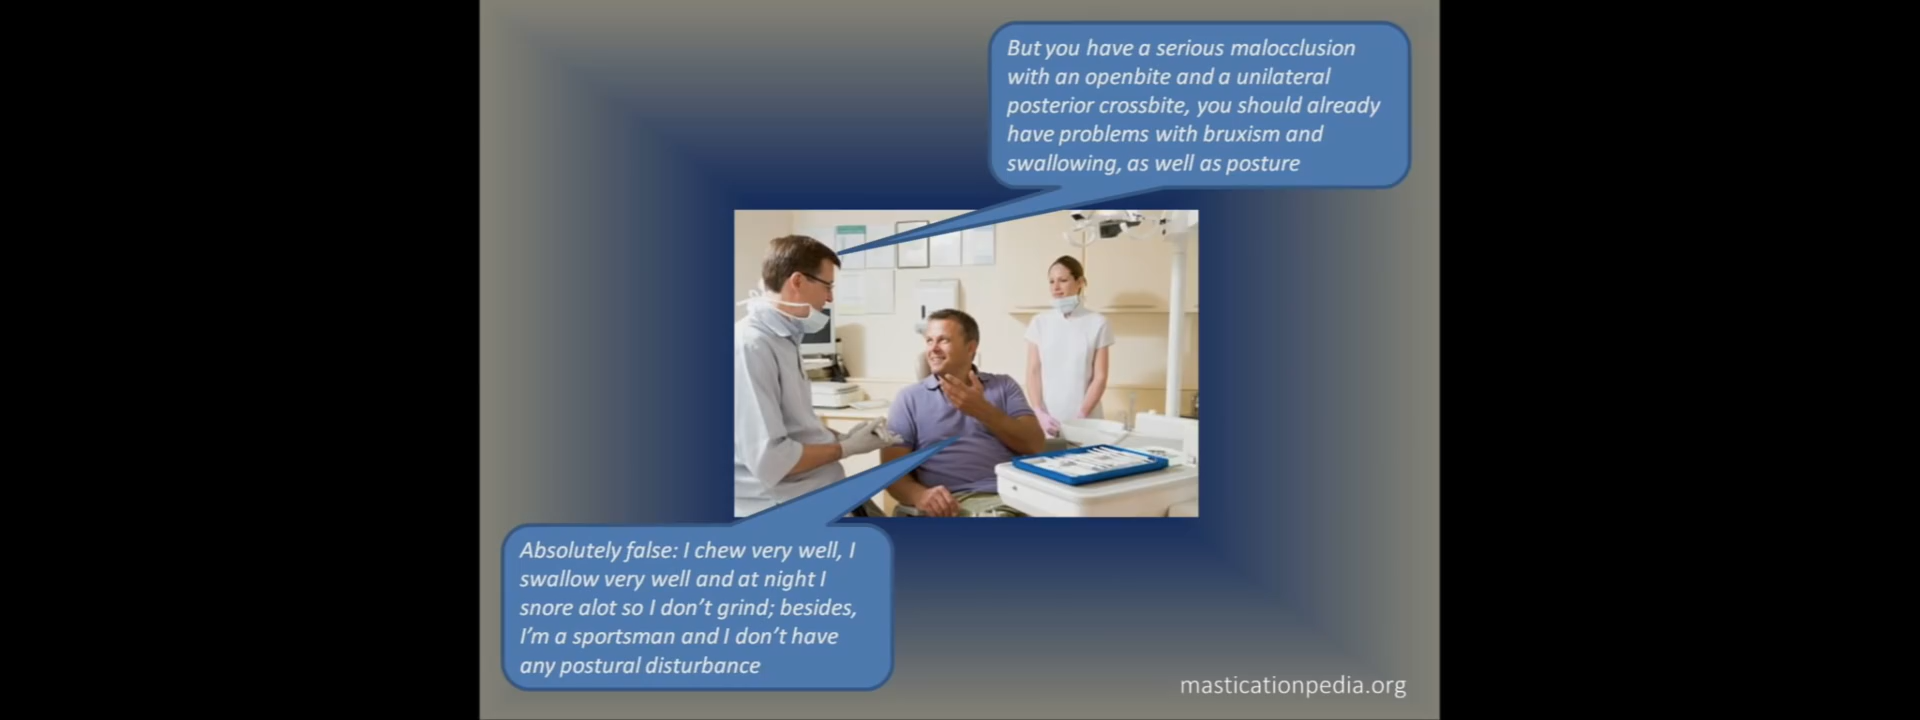 But you have a serious malocclusion
with an openbite and a unilateral
posterior crossbite, you should already
have problems with bruxism and
swallowing, as well as posture
Absolutely false: I chew very well, I
swallow very well and at night I
snore alot so I don't grind; besides,
I'm a sportsman and I don't have
any postural disturbance
masticationpedia.org